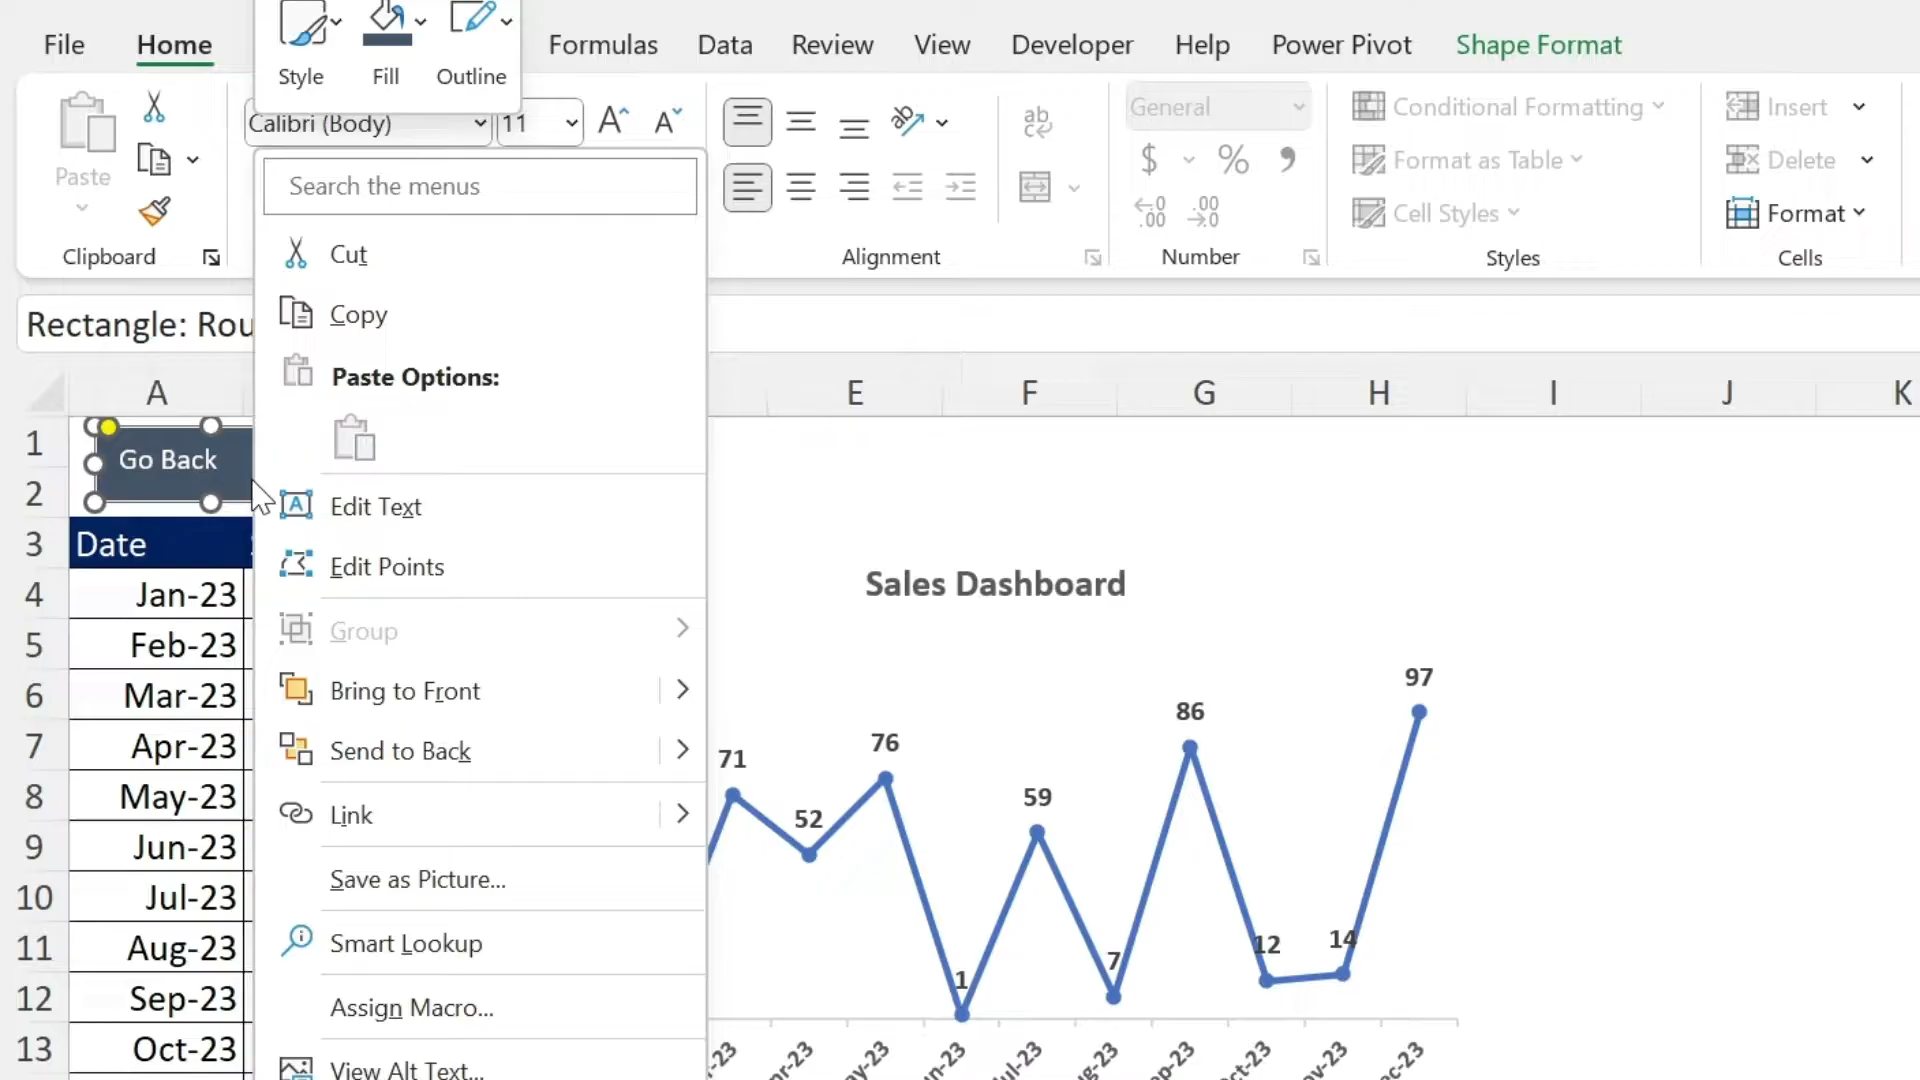 File Home Formulas Data Review View Developer Help Power Pivot Shape Format
Style Fill Outline
Calibri (Body) 11
General
Conditional Formatting
Insert
Paste
$ % 9
Format as Table
Delete
Cell Styles
Format
Clipboard Alignment Number Styles Cells
Rectangle: Rou
Search the menus
Cut
Copy
Paste Options:
Edit Text
Edit Points
Group
Bring to Front
Send to Back
Link
Save as Picture...
Smart Lookup
Assign Macro...
View Alt Text...
A E F G H I J K
1
Go Back
2
3 Date
4 Jan-23
5 Feb-23
6 Mar-23
7 Apr-23
8 May-23
9 Jun-23
10 Jul-23
11 Aug-23
12 Sep-23
13 Oct-23
Sales Dashboard
71 52 76 1 59 7 86 12 14 97